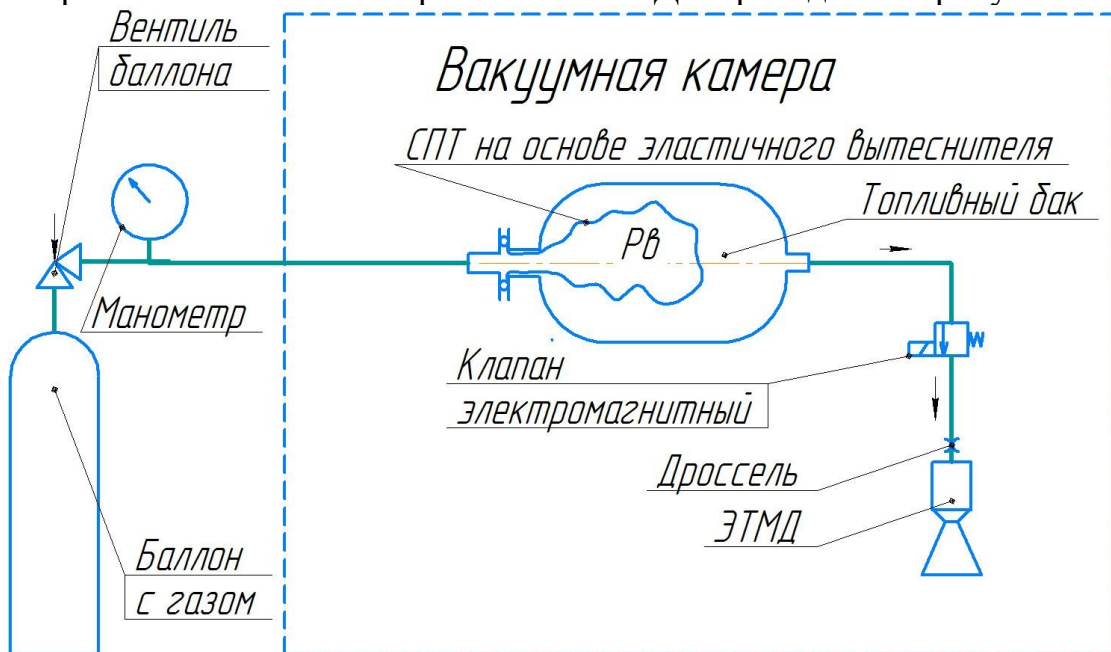 Вентиль
баллона
Вакуумная камера
СПТ на основе эластичного вытеснителя
Топливный бак
Рв
Манометр
Клапан
электромагнитный
Дроссель
ЭТМД
Баллон
с газом